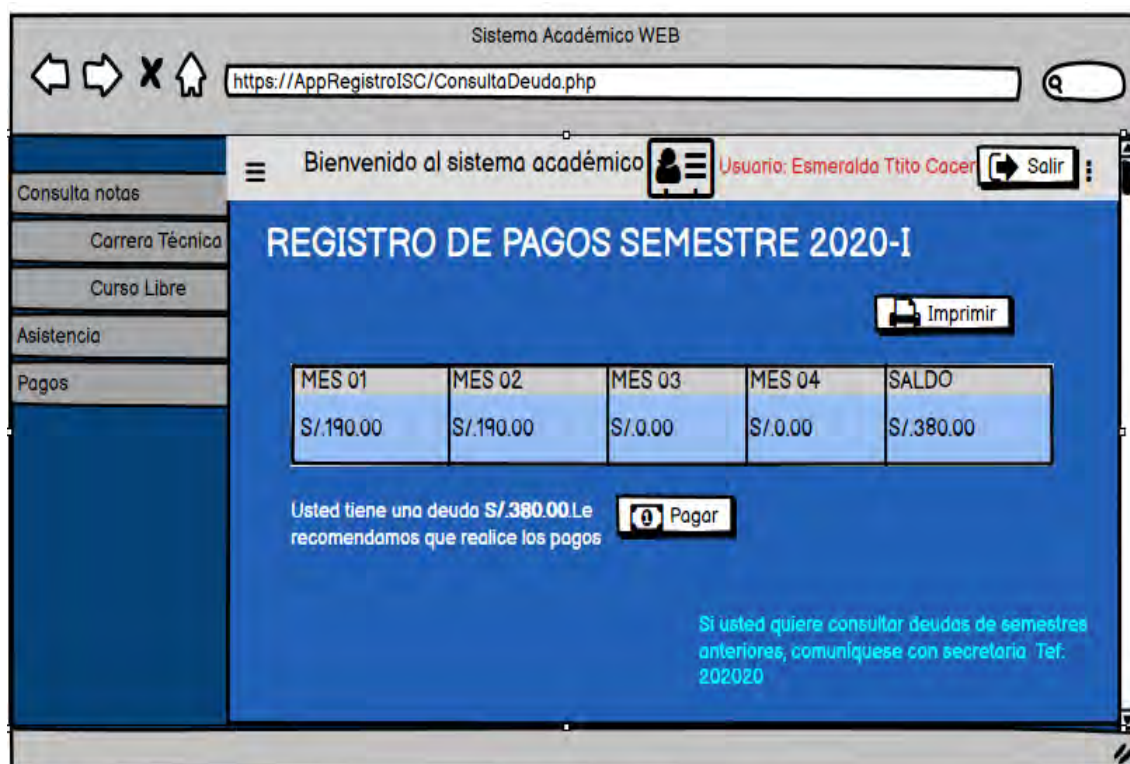 Sistema Académico WEB
https://AppRegistroISC/ConsultaDeuda.php
Bienvenido al sistema académico
Usuario: Esmeralda Ttito Cacer
Salir
Consulta notas
Carrera Técnica
Curso Libre
Asistencia
Pagos
REGISTRO DE PAGOS SEMESTRE 2020-I
Imprimir
MES 01 MES 02 MES 03 MES 04 SALDO
S/.190.00 S/.190.00 S/.0.00 S/.0.00 S/.380.00
Usted tiene una deuda S/.380.00.Le
recomendamos que realice los pagos
Pagar
Si usted quiere consultar deudas de semestres
anteriores, comuníquese con secretaria Tef:
202020